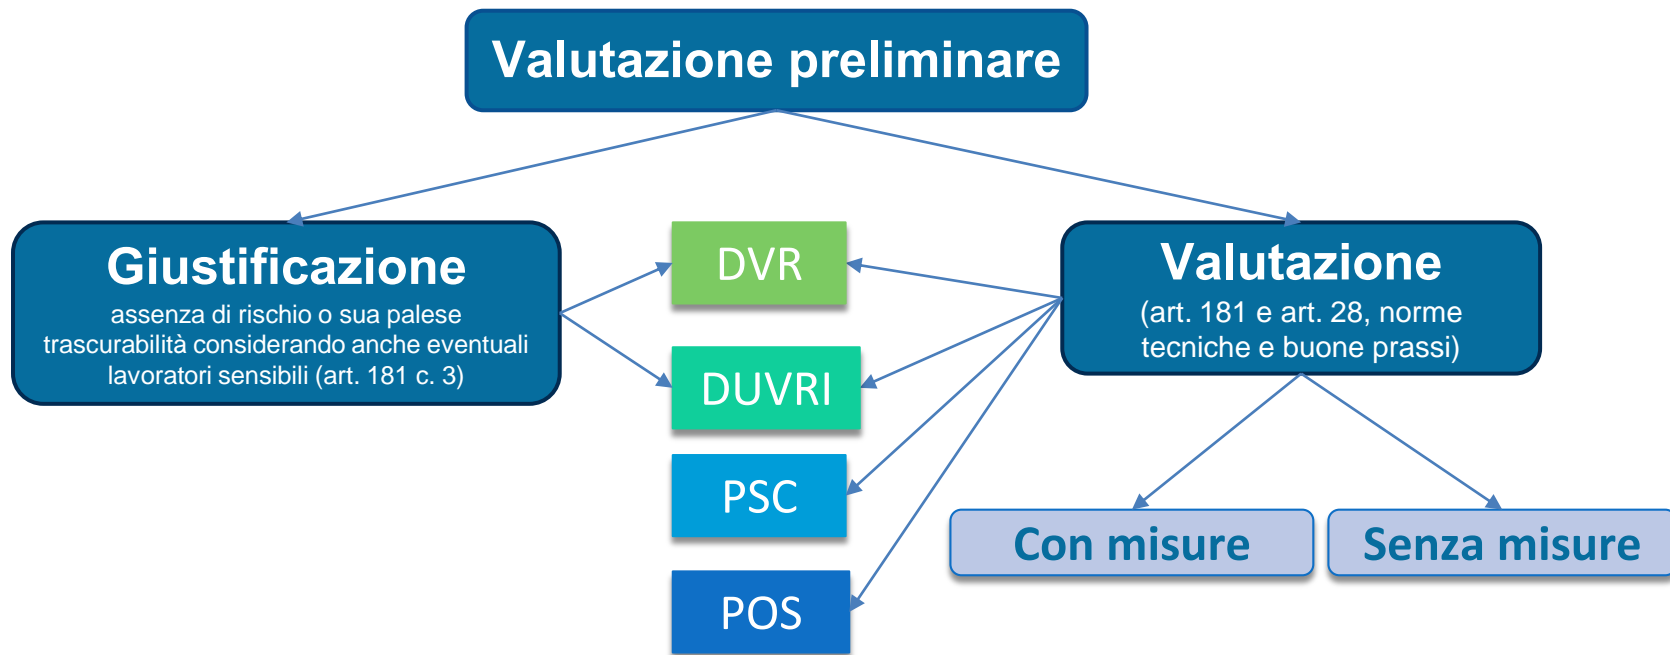 Valutazione preliminare
Giustificazione
assenza di rischio o sua palese
trascurabilità considerando anche eventuali
lavoratori sensibili (art. 181 c. 3)
DVR
DUVRI
PSC
POS
Valutazione
(art. 181 e art. 28, norme
tecniche e buone prassi)
Con misure
Senza misure